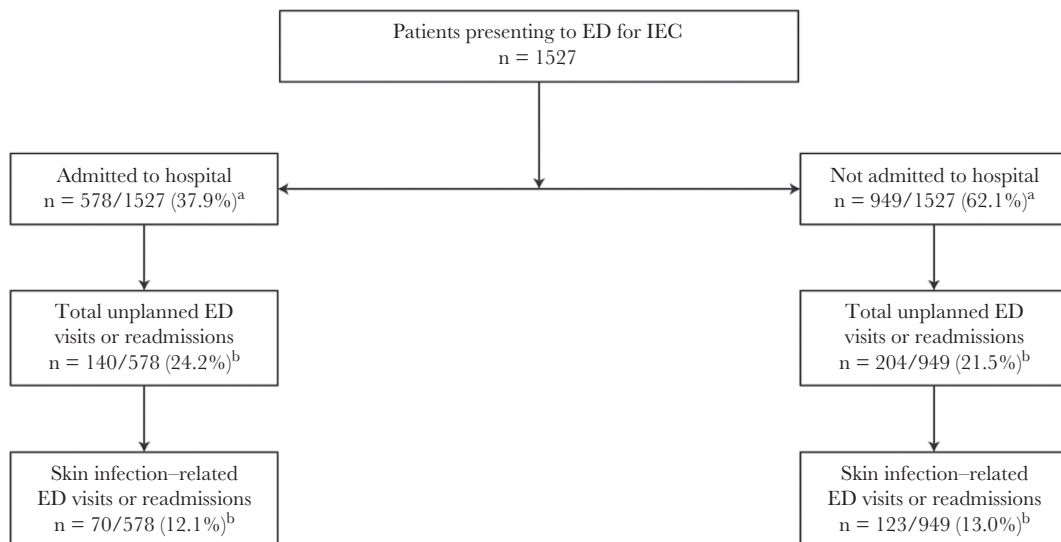 Patients presenting to ED for IEC
n = 1527
Admitted to hospital
n = 578/1527 (37.9%)ᵃ
Not admitted to hospital
n = 949/1527 (62.1%)ᵃ
Total unplanned ED
visits or readmissions
n = 140/578 (24.2%)ᵇ
Total unplanned ED
visits or readmissions
n = 204/949 (21.5%)ᵇ
Skin infection–related
ED visits or readmissions
n = 70/578 (12.1%)ᵇ
Skin infection–related
ED visits or readmissions
n = 123/949 (13.0%)ᵇ